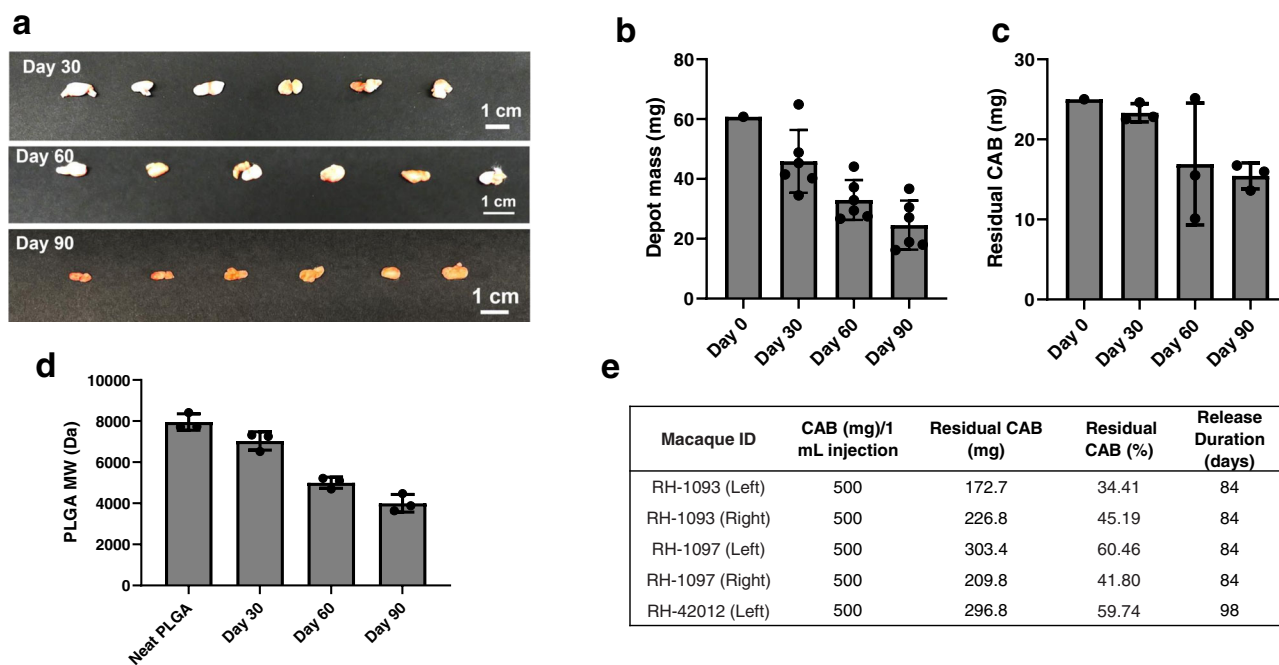 a
Day 30
1 cm
Day 60
1 cm
Day 90
1 cm
b
Depot mass (mg)
80
60
40
20
0
Day 0
Day 30
Day 60
Day 90
c
Residual CAB (mg)
30
20
10
0
Day 0
Day 30
Day 60
Day 90
d
PLGA MW (Da)
10000
8000
6000
4000
2000
0
Neat PLGA
Day 30
Day 60
Day 90
e
Macaque ID CAB (mg)/1 mL injection Residual CAB (mg) Residual CAB (%) Release Duration (days)
RH-1093 (Left) 500 172.7 34.41 84
RH-1093 (Right) 500 226.8 45.19 84
RH-1097 (Left) 500 303.4 60.46 84
RH-1097 (Right) 500 209.8 41.80 84
RH-42012 (Left) 500 296.8 59.74 98